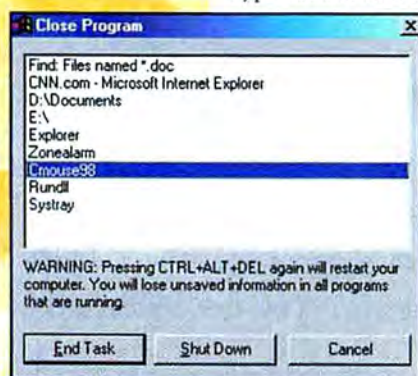 Close Program
Find: Files named *.doc
CNN.com - Microsoft Internet Explorer
D:\Documents
E:\
Explorer
Zonealarm
Cmouse98
Rundll
Systray
WARNING: Pressing CTRL+ALT+DEL again will restart your
computer. You will lose unsaved information in all programs
that are running.
End Task Shut Down Cancel